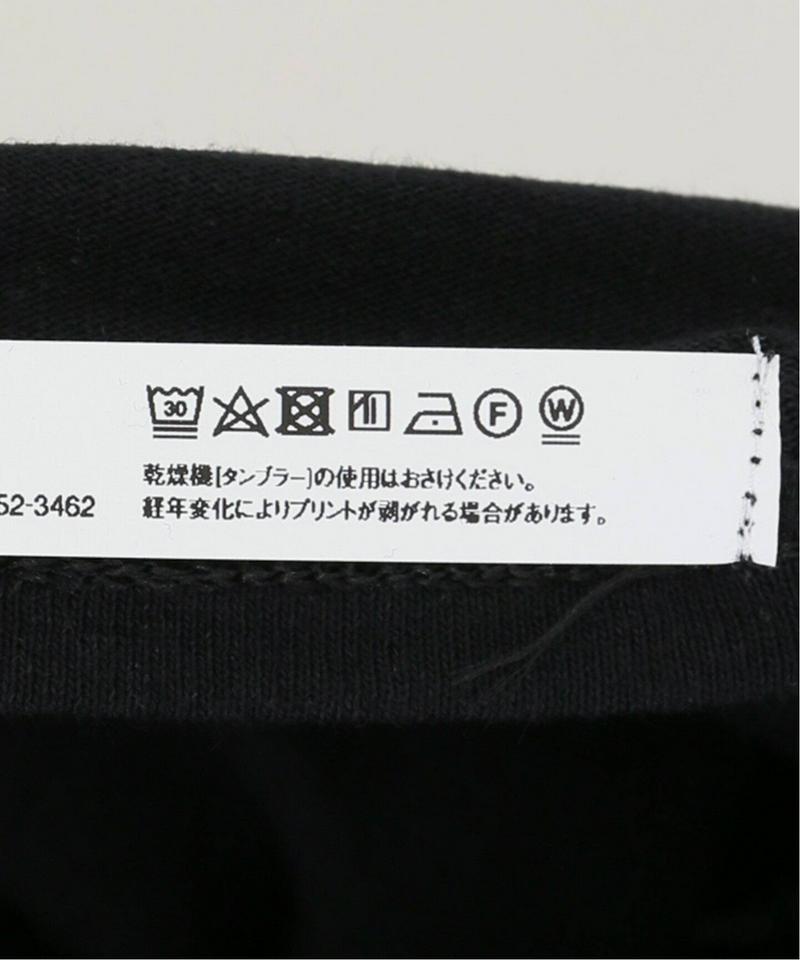 30 F W
乾燥機[タンブラー]の使用はおさけください。
52-3462
経年変化によりプリントが剥がれる場合があります。